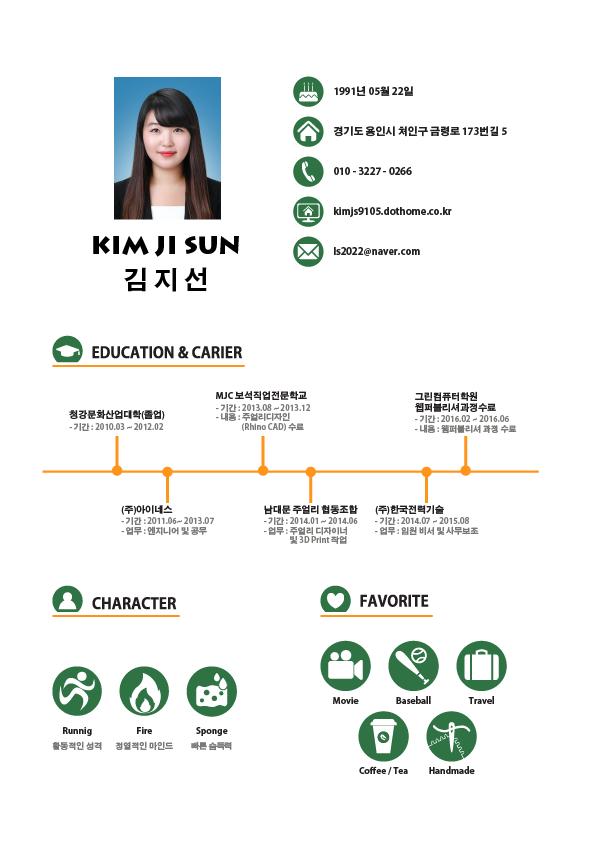 1991년 05월 22일
경기도 용인시 처인구 금령로 173번길 5
010 - 3227 - 0266
kimjs9105.dothome.co.kr
ls2022@naver.com
KIM JI SUN
김 지 선
EDUCATION & CARIER
청강문화산업대학(졸업)
- 기간 : 2010.03 ~ 2012.02
MJC 보석직업전문학교
- 기간 : 2013.08 ~ 2013.12
- 내용 : 주얼리디자인
(Rhino CAD) 수료
그린컴퓨터학원
웹퍼블리셔과정수료
- 기간 : 2016.02 ~ 2016.06
- 내용 : 웹퍼블리셔 과정 수료
(주)아이네스
- 기간 : 2011.06~ 2013.07
- 업무 : 엔지니어 및 공무
남대문 주얼리 협동조합
- 기간 : 2014.01 ~ 2014.06
- 업무 : 주얼리 디자이너
및 3D Print 작업
(주)한국전력기술
- 기간 : 2014.07 ~ 2015.08
- 업무 : 임원 비서 및 사무보조
CHARACTER
Runnig
활동적인 성격
Fire
정열적인 마인드
Sponge
빠른 습득력
FAVORITE
Movie
Baseball
Travel
Coffee / Tea
Handmade